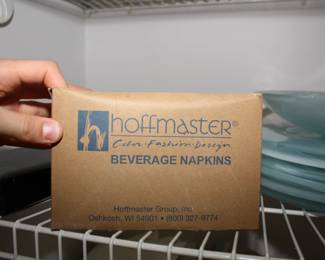 h hoffmaster®
Color·Fashion·Design
BEVERAGE NAPKINS
Hoffmaster Group, Inc.
Oshkosh, WI 54901 • (800) 327-9774